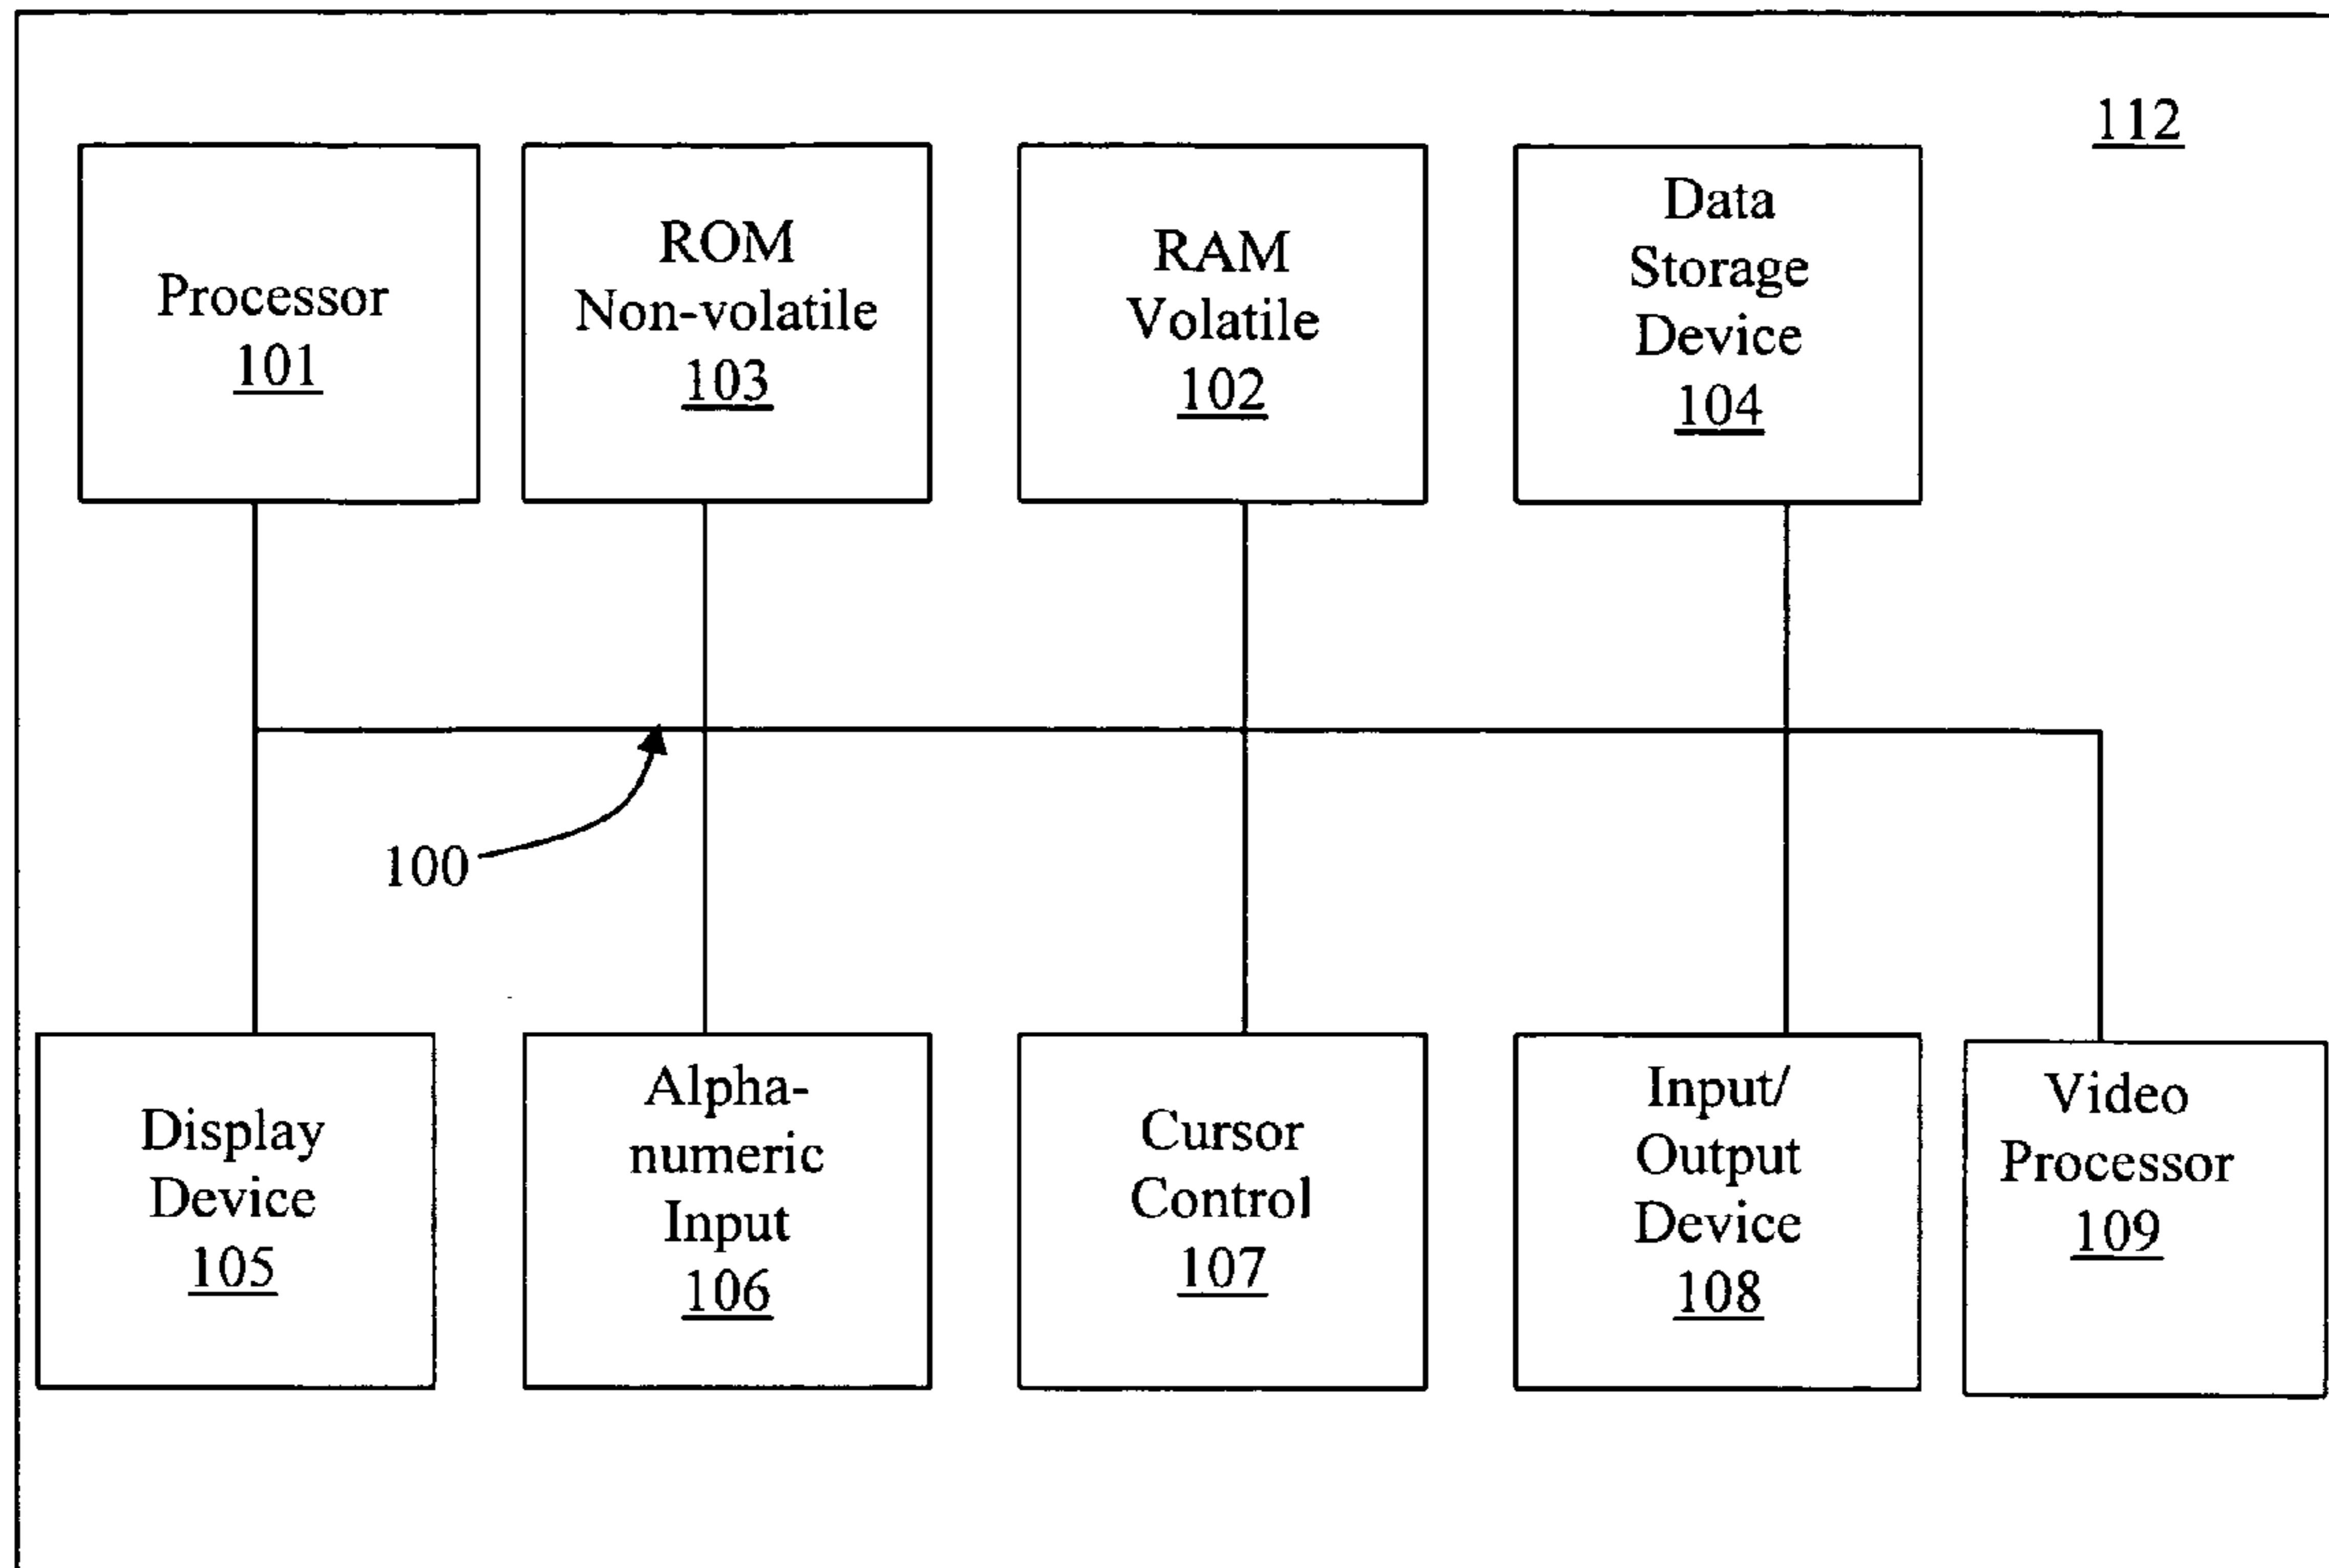 112
Processor
101
ROM
Non-volatile
103
RAM
Volatile
102
Data
Storage
Device
104
100
Display
Device
105
Alpha-
numeric
Input
106
Cursor
Control
107
Input/
Output
Device
108
Video
Processor
109